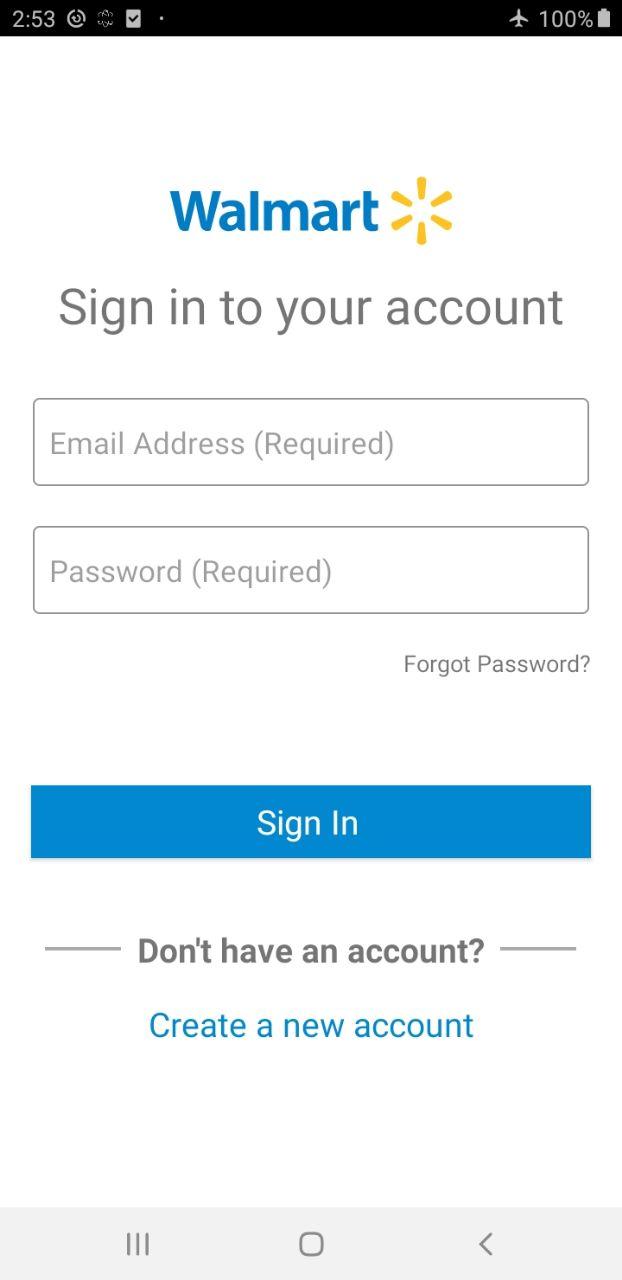 2:53 100%
Walmart
Sign in to your account
Email Address (Required)
Password (Required)
Forgot Password?
Sign In
Don't have an account?
Create a new account